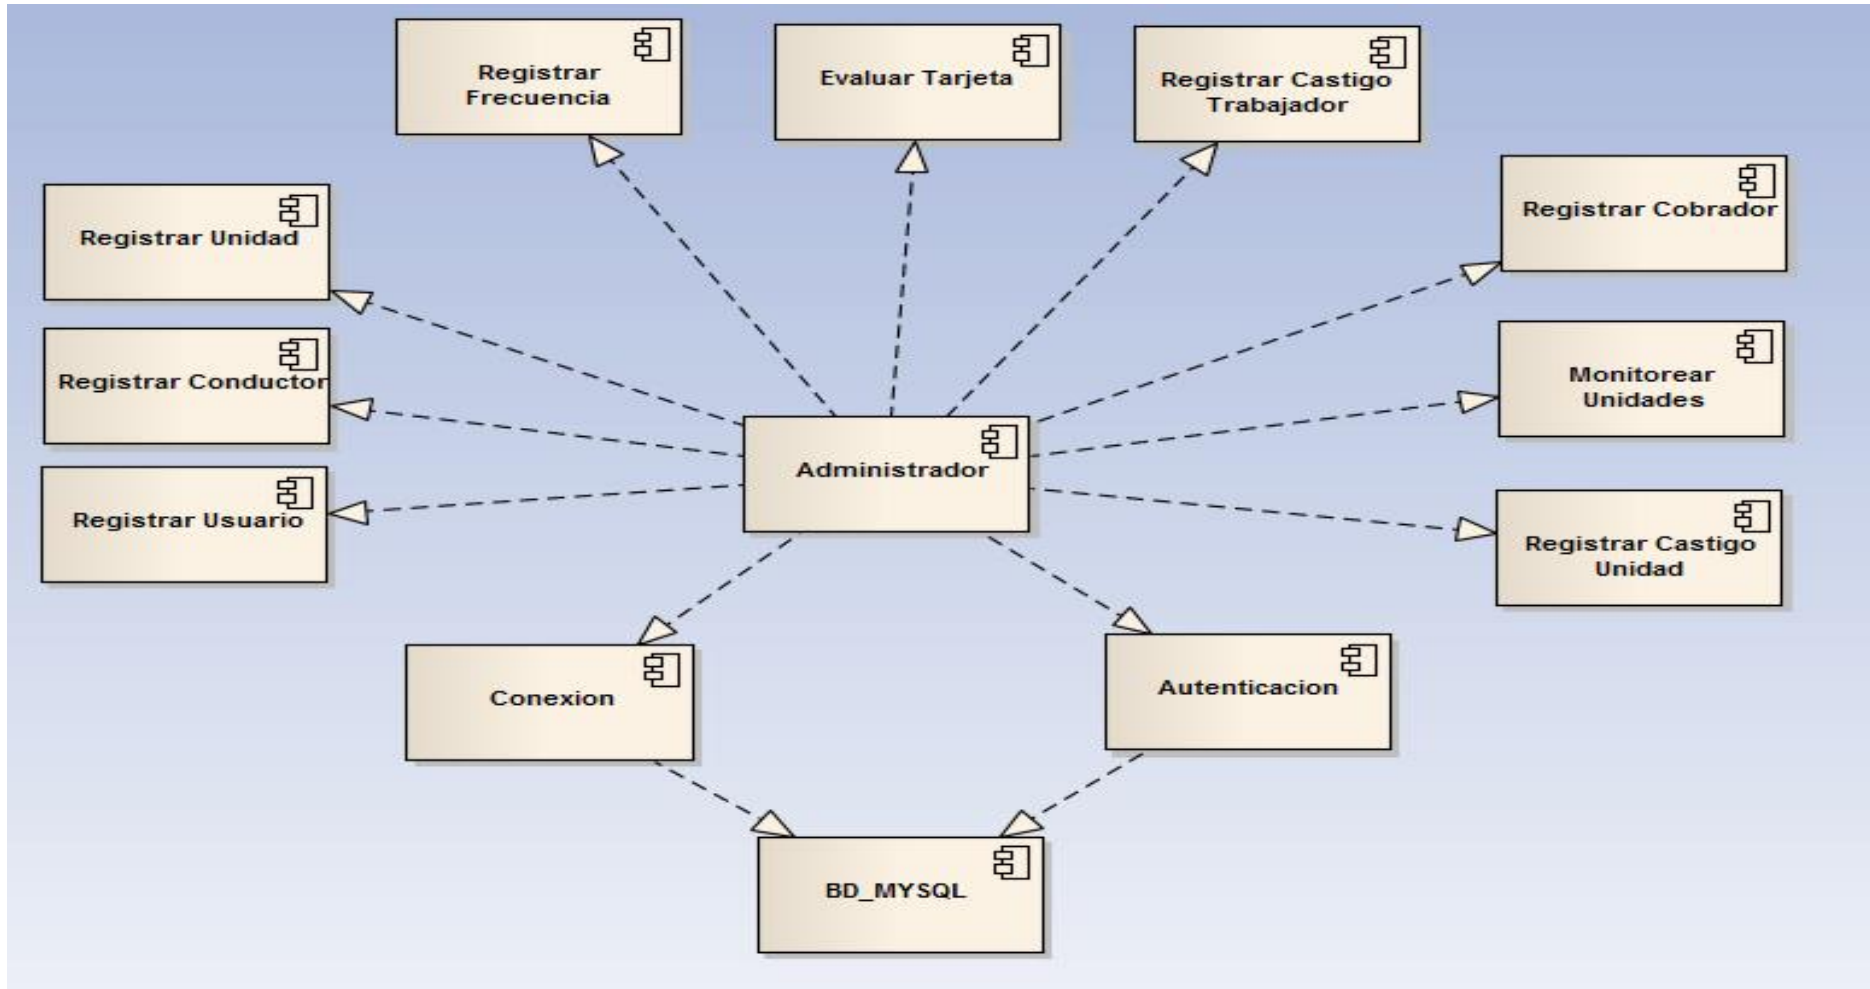 Registrar
Frecuencia
Evaluar Tarjeta
Registrar Castigo
Trabajador
Registrar Cobrador
Registrar Unidad
Registrar Conductor
Monitorear
Unidades
Administrador
Registrar Usuario
Registrar Castigo
Unidad
Conexion
Autenticacion
BD_MYSQL